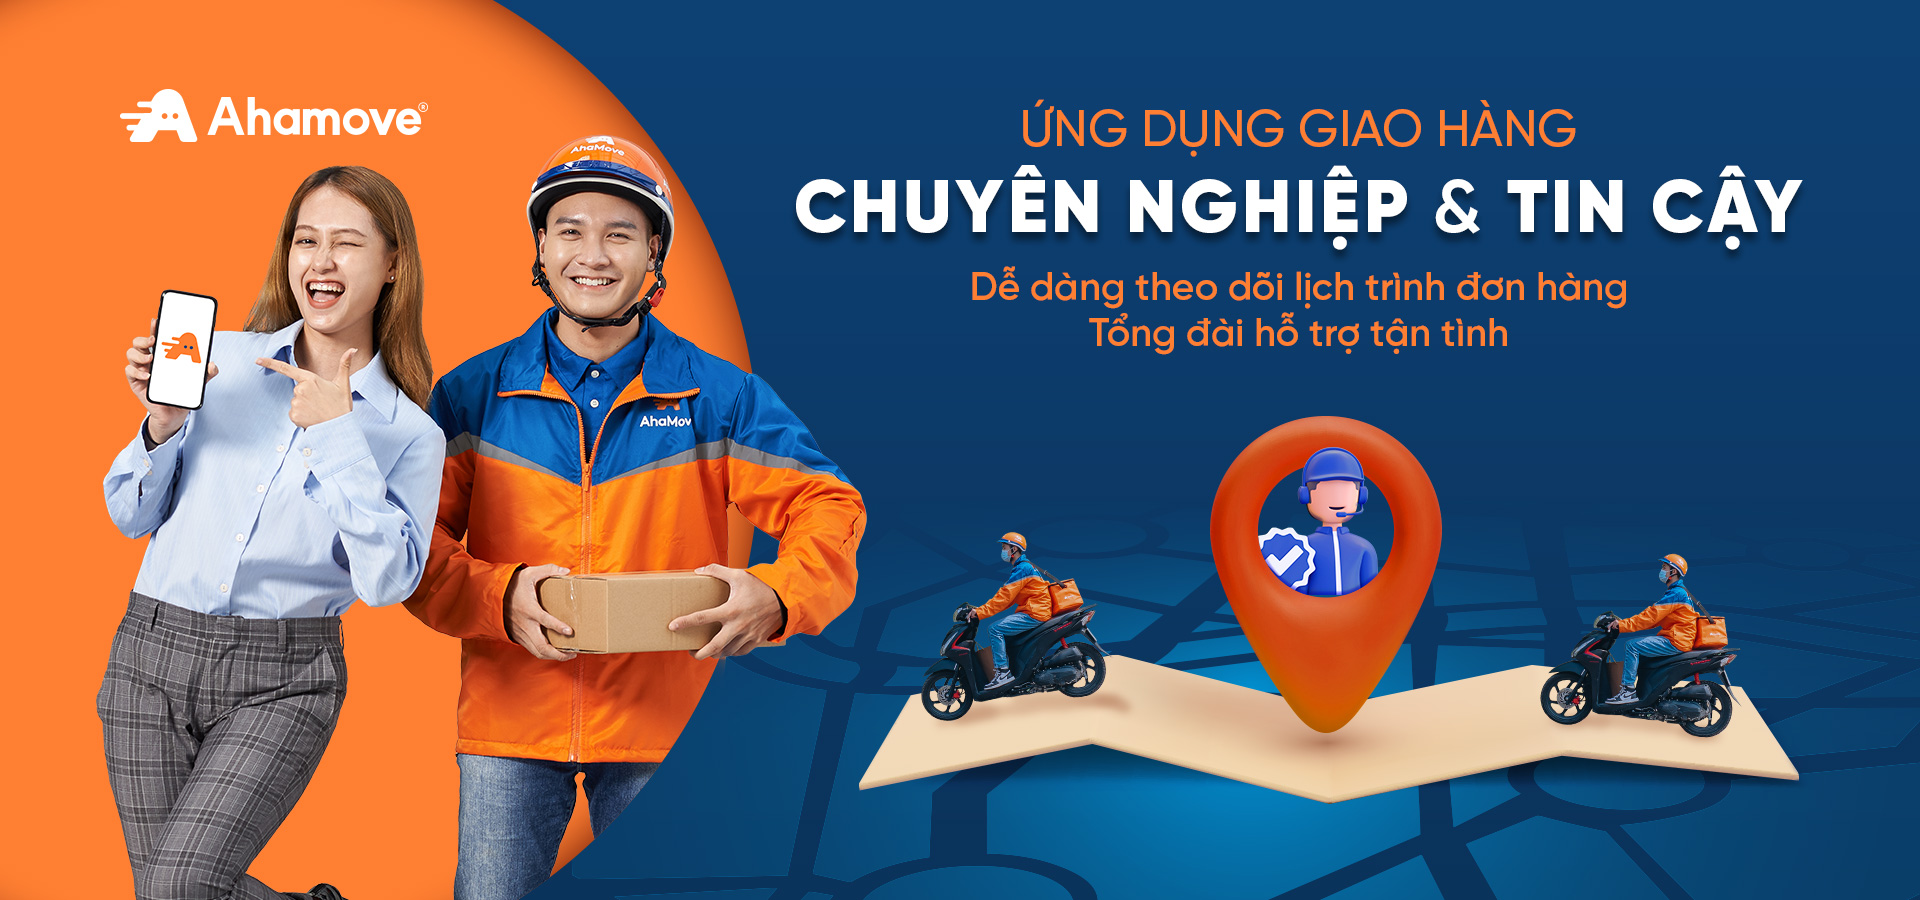 Ahamove®
ỨNG DỤNG GIAO HÀNG
CHUYÊN NGHIỆP & TIN CẬY
Dễ dàng theo dõi lịch trình đơn hàng
Tổng đài hỗ trợ tận tình
AhaMove
AhaMov